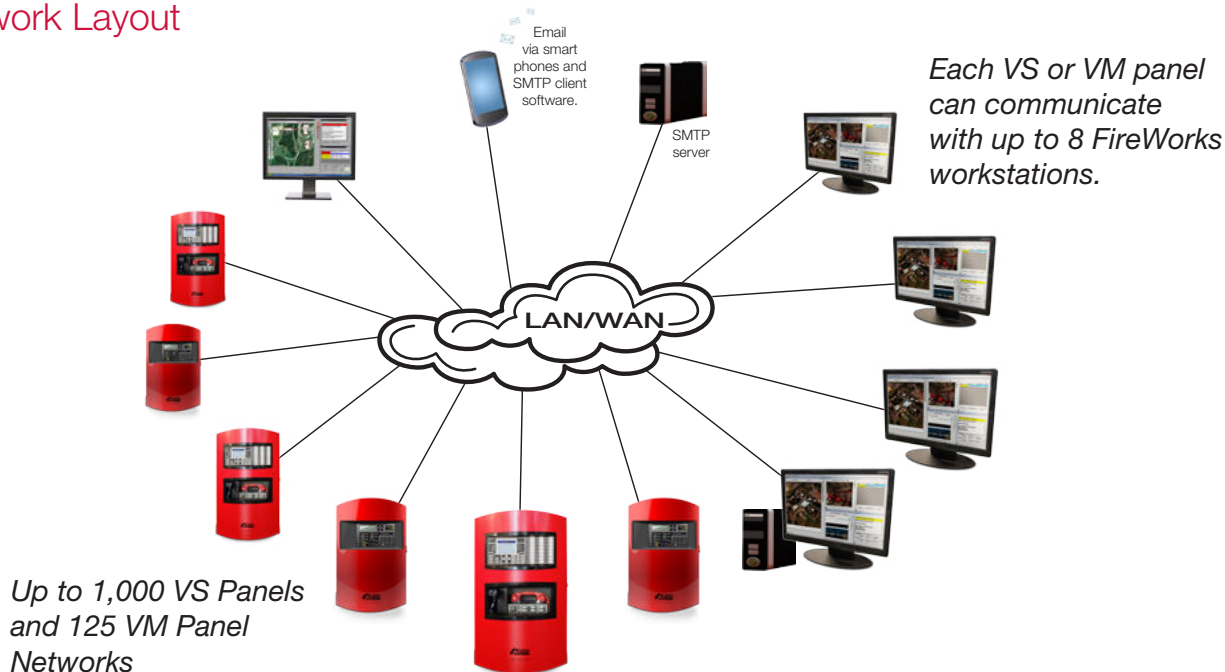 work Layout
Email
via smart
phones and
SMTP client
software.
SMTP
server
Each VS or VM panel
can communicate
with up to 8 FireWorks
workstations.
LAN/WAN
Up to 1,000 VS Panels
and 125 VM Panel
Networks